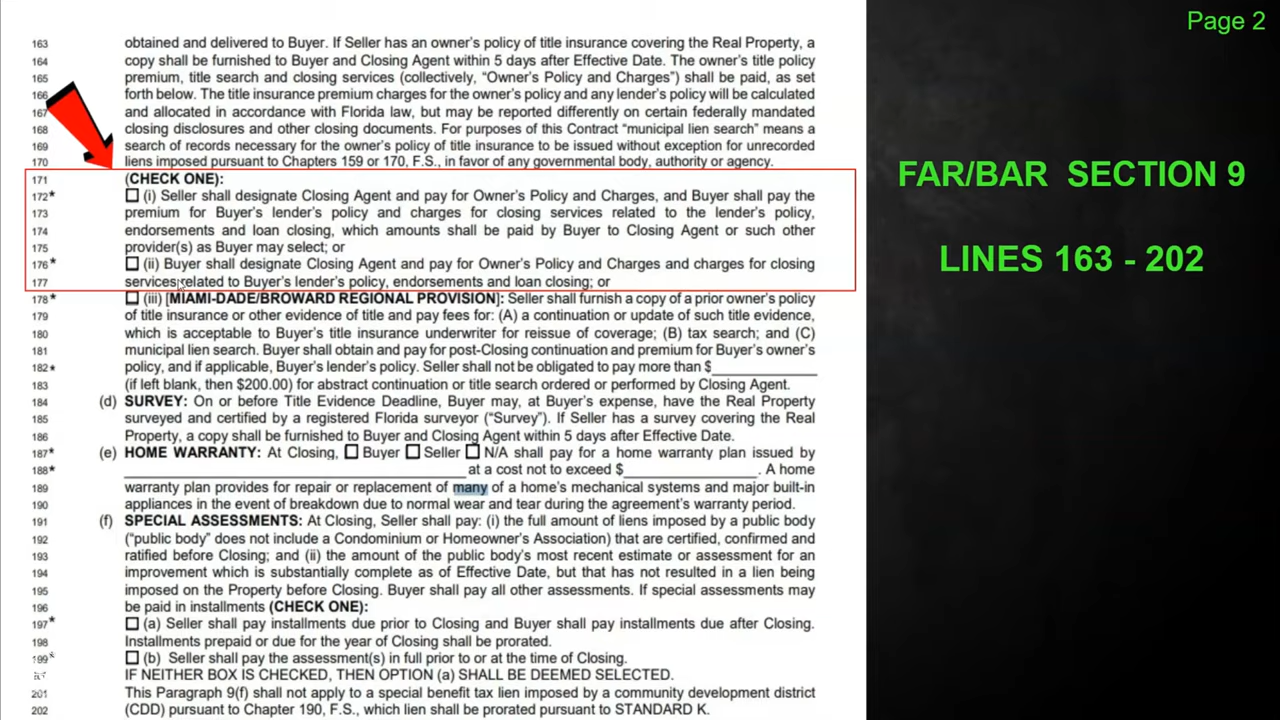 Page 2
163 obtained and delivered to Buyer. If Seller has an owner's policy of title insurance covering the Real Property, a
164 copy shall be furnished to Buyer and Closing Agent within 5 days after Effective Date. The owner's title policy
165 premium, title search and closing services (collectively, "Owner's Policy and Charges") shall be paid, as set
166 forth below. The title insurance premium charges for the owner's policy and any lender's policy will be calculated
167 and allocated in accordance with Florida law, but may be reported differently on certain federally mandated
168 closing disclosures and other closing documents. For purposes of this Contract "municipal lien search" means a
169 search of records necessary for the owner's policy of title insurance to be issued without exception for unrecorded
170 liens imposed pursuant to Chapters 159 or 170, F.S., in favor of any governmental body, authority or agency.
171 (CHECK ONE):
172* ☐ (i) Seller shall designate Closing Agent and pay for Owner's Policy and Charges, and Buyer shall pay the
173 premium for Buyer's lender's policy and charges for closing services related to the lender's policy,
174 endorsements and loan closing, which amounts shall be paid by Buyer to Closing Agent or such other
175 provider(s) as Buyer may select; or
176* ☐ (ii) Buyer shall designate Closing Agent and pay for Owner's Policy and Charges and charges for closing
177 services related to Buyer's lender's policy, endorsements and loan closing; or
178* ☐ (iii) [MIAMI-DADE/BROWARD REGIONAL PROVISION]: Seller shall furnish a copy of a prior owner's policy
179 of title insurance or other evidence of title and pay fees for: (A) a continuation or update of such title evidence,
180 which is acceptable to Buyer's title insurance underwriter for reissue of coverage; (B) tax search; and (C)
181 municipal lien search. Buyer shall obtain and pay for post-Closing continuation and premium for Buyer's owner's
182* policy, and if applicable, Buyer's lender's policy. Seller shall not be obligated to pay more than $____________
183 (if left blank, then $200.00) for abstract continuation or title search ordered or performed by Closing Agent.
184 (d) SURVEY: On or before Title Evidence Deadline, Buyer may, at Buyer's expense, have the Real Property
185 surveyed and certified by a registered Florida surveyor ("Survey"). If Seller has a survey covering the Real
186 Property, a copy shall be furnished to Buyer and Closing Agent within 5 days after Effective Date.
187* (e) HOME WARRANTY: At Closing, ☐ Buyer ☐ Seller ☐ N/A shall pay for a home warranty plan issued by
188* ____________________ at a cost not to exceed $____________. A home
189 warranty plan provides for repair or replacement of many of a home's mechanical systems and major built-in
190 appliances in the event of breakdown due to normal wear and tear during the agreement's warranty period.
191 (f) SPECIAL ASSESSMENTS: At Closing, Seller shall pay: (i) the full amount of liens imposed by a public body
192 ("public body" does not include a Condominium or Homeowner's Association) that are certified, confirmed and
193 ratified before Closing; and (ii) the amount of the public body's most recent estimate or assessment for an
194 improvement which is substantially complete as of Effective Date, but that has not resulted in a lien being
195 imposed on the Property before Closing. Buyer shall pay all other assessments. If special assessments may
196 be paid in installments (CHECK ONE):
197* ☐ (a) Seller shall pay installments due prior to Closing and Buyer shall pay installments due after Closing.
198 Installments prepaid or due for the year of Closing shall be prorated.
199* ☐ (b) Seller shall pay the assessment(s) in full prior to or at the time of Closing.
IF NEITHER BOX IS CHECKED, THEN OPTION (a) SHALL BE DEEMED SELECTED.
201 This Paragraph 9(f) shall not apply to a special benefit tax lien imposed by a community development district
202 (CDD) pursuant to Chapter 190, F.S., which lien shall be prorated pursuant to STANDARD K.
FAR/BAR SECTION 9
LINES 163 - 202